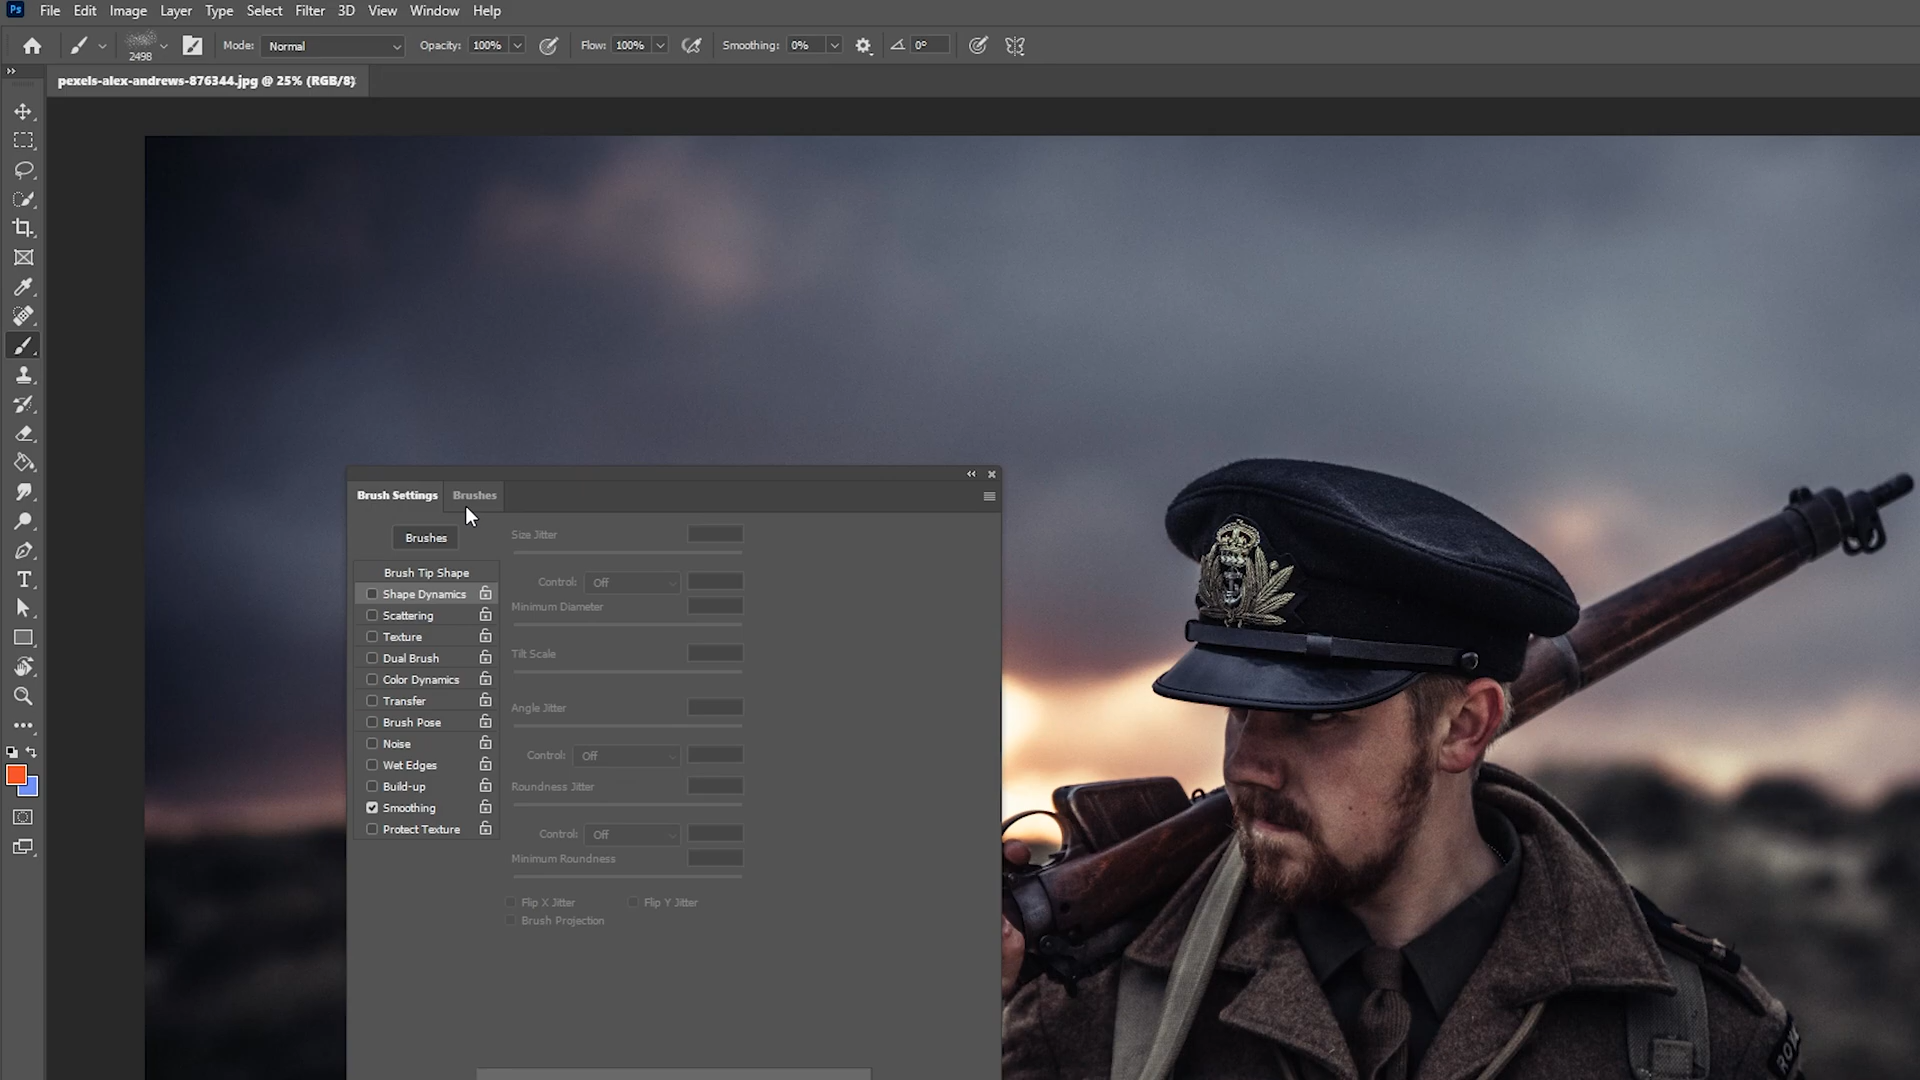 Ps File Edit Image Layer Type Select Filter 3D View Window Help
2498 Mode: Normal Opacity: 100% Flow: 100% Smoothing: 0% 0°
pexels-alex-andrews-876344.jpg @ 25% (RGB/8)
Brush Settings Brushes
Brushes
Brush Tip Shape
Shape Dynamics
Scattering
Texture
Dual Brush
Color Dynamics
Transfer
Brush Pose
Noise
Wet Edges
Build-up
Smoothing
Protect Texture
Size Jitter
Control: Off
Minimum Diameter
Tilt Scale
Angle Jitter
Control: Off
Roundness Jitter
Control: Off
Minimum Roundness
Flip X Jitter Flip Y Jitter
Brush Projection